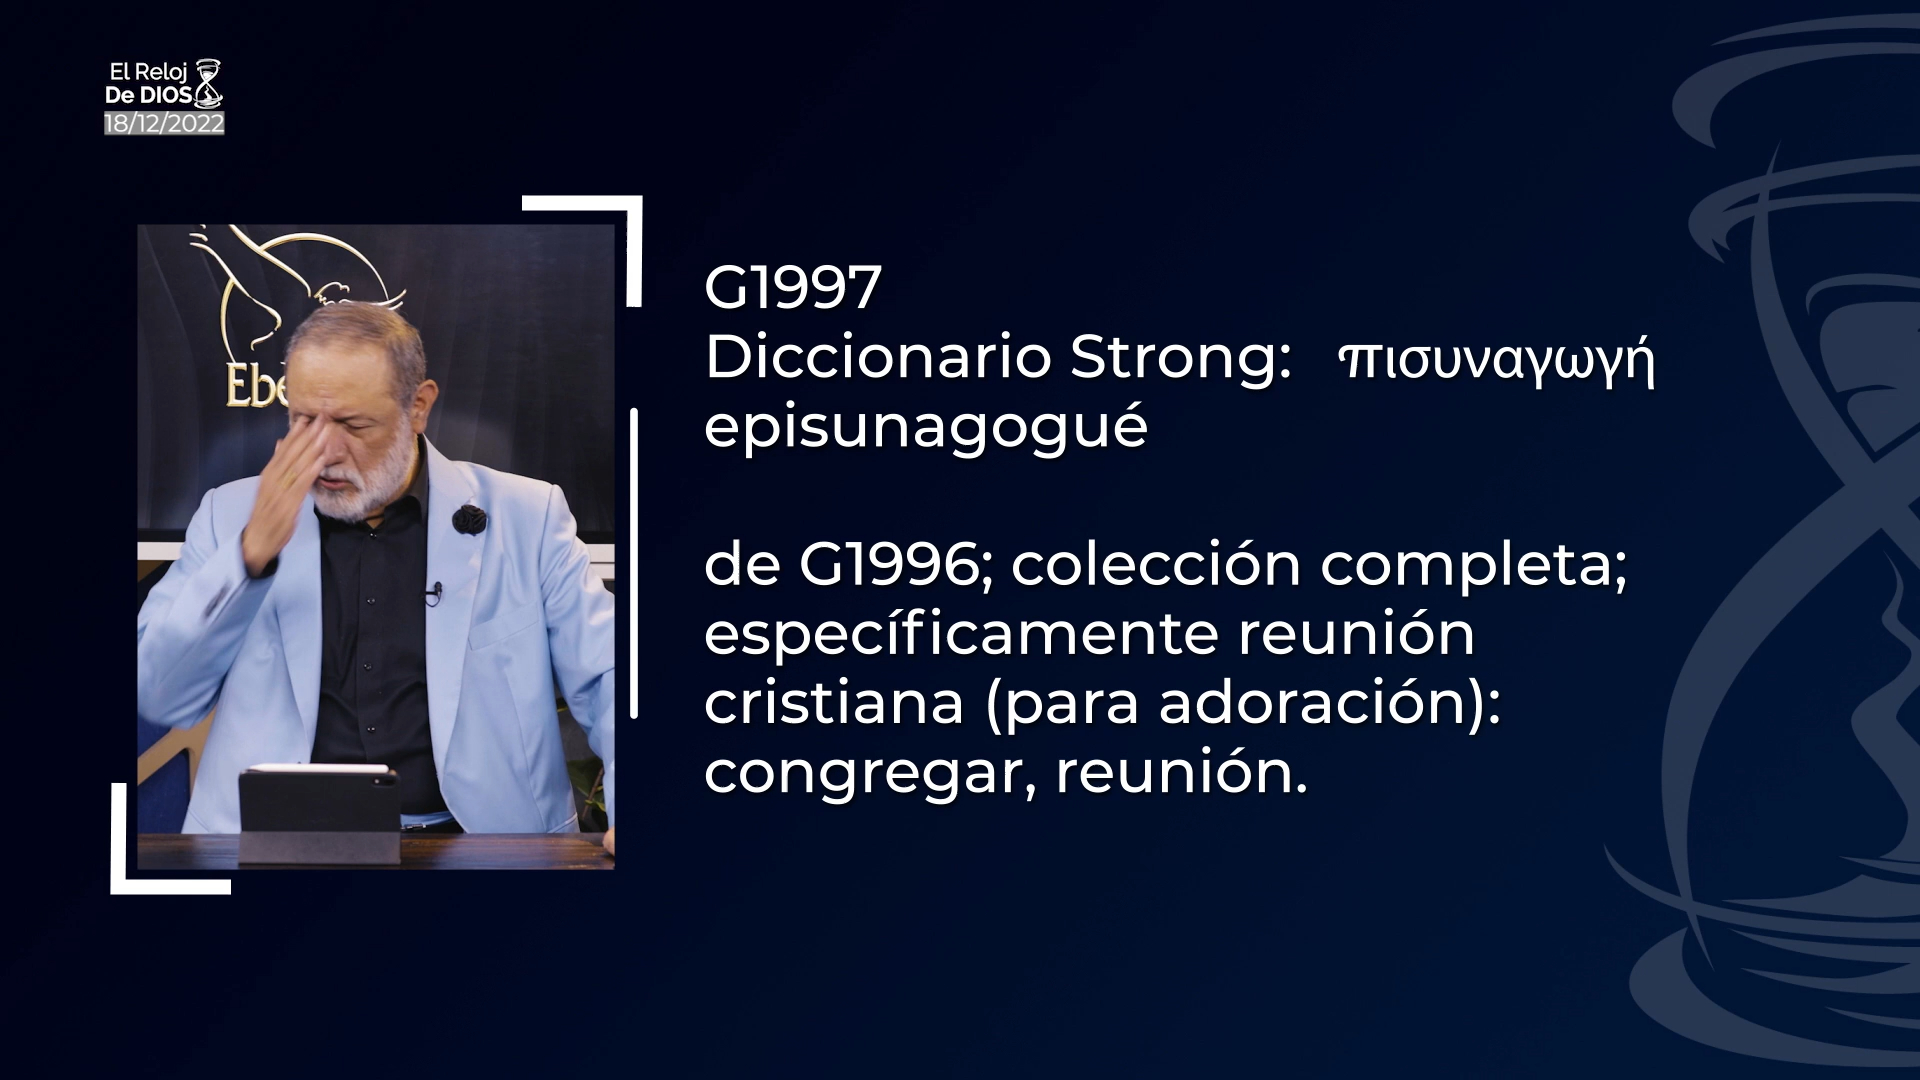 El Reloj
De DIOS
18/12/2022
G1997
Diccionario Strong: πισυναγωγή
episunagogué
de G1996; colección completa;
específicamente reunión
cristiana (para adoración):
congregar, reunión.